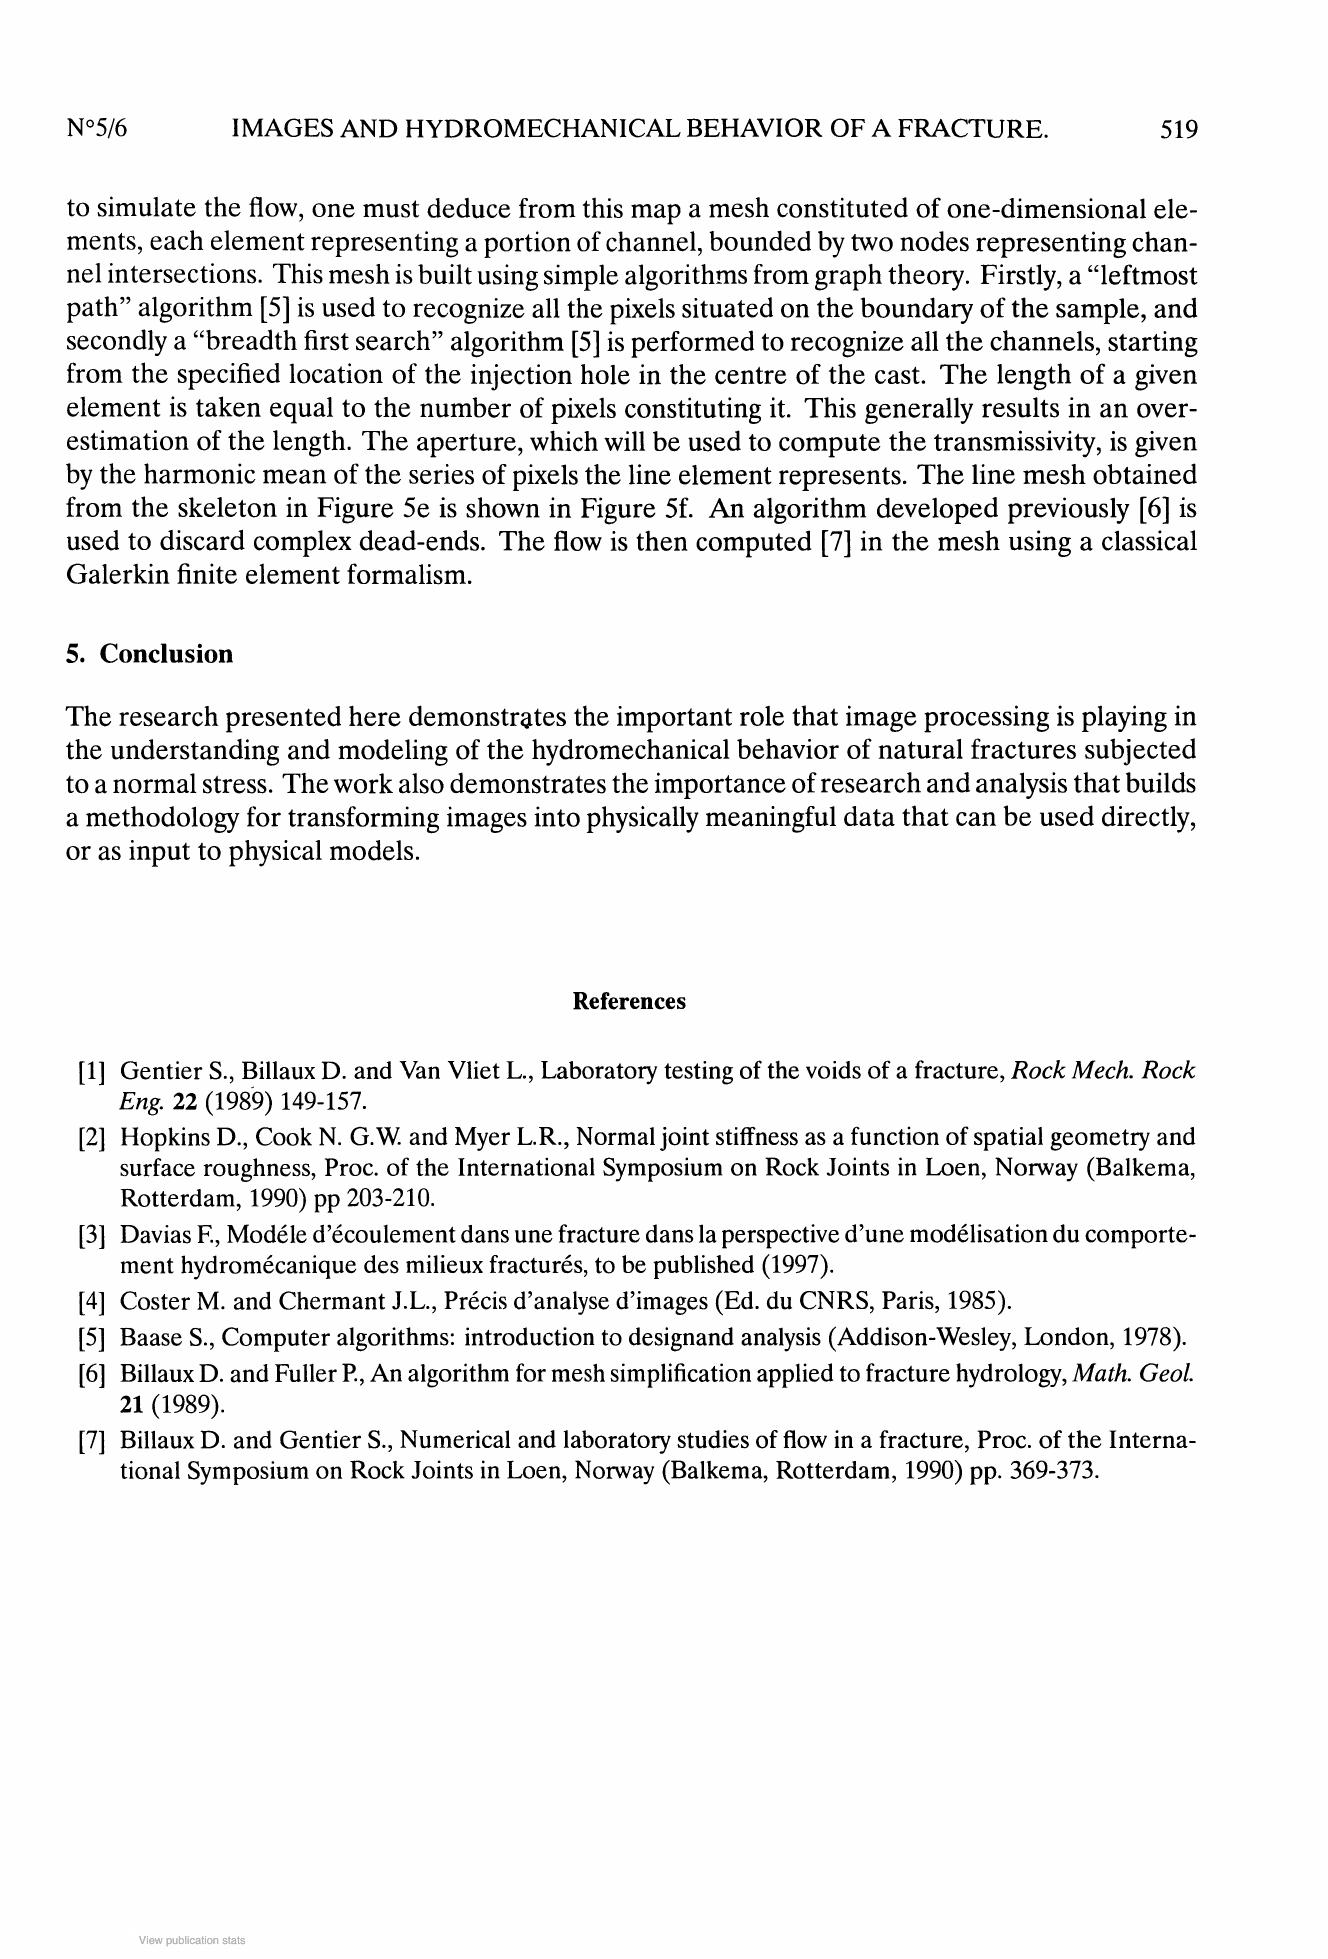 N°5/6 IMAGES AND HYDROMECHANICAL BEHAVIOR OF A FRACTURE. 519
to simulate the flow, one must deduce from this map a mesh constituted of one-dimensional ele-
ments, each element representing a portion of channel, bounded by two nodes representing chan-
nel intersections. This mesh is built using simple algorithms from graph theory. Firstly, a “leftmost
path” algorithm [5] is used to recognize all the pixels situated on the boundary of the sample, and
secondly a “breadth first search” algorithm [5] is performed to recognize all the channels, starting
from the specified location of the injection hole in the centre of the cast. The length of a given
element is taken equal to the number of pixels constituting it. This generally results in an over-
estimation of the length. The aperture, which will be used to compute the transmissivity, is given
by the harmonic mean of the series of pixels the line element represents. The line mesh obtained
from the skeleton in Figure 5e is shown in Figure 5f. An algorithm developed previously [6] is
used to discard complex dead-ends. The flow is then computed [7] in the mesh using a classical
Galerkin finite element formalism.
5. Conclusion
The research presented here demonstrates the important role that image processing is playing in
the understanding and modeling of the hydromechanical behavior of natural fractures subjected
to a normal stress. The work also demonstrates the importance of research and analysis that builds
a methodology for transforming images into physically meaningful data that can be used directly,
or as input to physical models.
References
[1] Gentier S., Billaux D. and Van Vliet L., Laboratory testing of the voids of a fracture, Rock Mech. Rock
Eng. 22 (1989) 149-157.
[2] Hopkins D., Cook N. G.W. and Myer L.R., Normal joint stiffness as a function of spatial geometry and
surface roughness, Proc. of the International Symposium on Rock Joints in Loen, Norway (Balkema,
Rotterdam, 1990) pp 203-210.
[3] Davias F., Modéle d'écoulement dans une fracture dans la perspective d'une modélisation du comporte-
ment hydromécanique des milieux fracturés, to be published (1997).
[4] Coster M. and Chermant J.L., Précis d'analyse d'images (Ed. du CNRS, Paris, 1985).
[5] Baase S., Computer algorithms: introduction to designand analysis (Addison-Wesley, London, 1978).
[6] Billaux D. and Fuller P., An algorithm for mesh simplification applied to fracture hydrology, Math. Geol.
21 (1989).
[7] Billaux D. and Gentier S., Numerical and laboratory studies of flow in a fracture, Proc. of the Interna-
tional Symposium on Rock Joints in Loen, Norway (Balkema, Rotterdam, 1990) pp. 369-373.
View publication stats